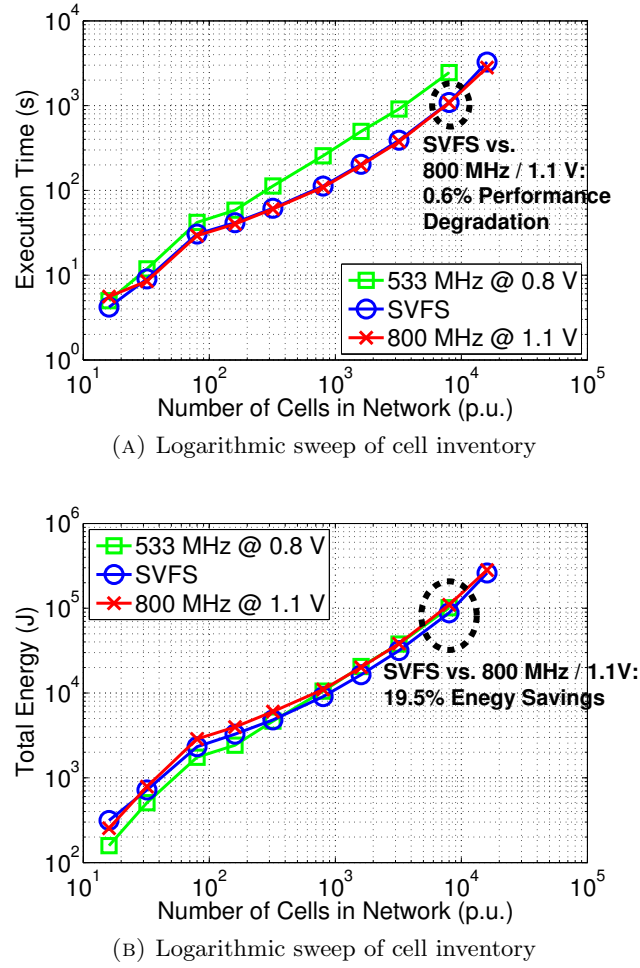 10^4
10^3
10^2
10^1
10^0
Execution Time (s)
SVFS vs.
800 MHz / 1.1 V:
0.6% Performance
Degradation
533 MHz @ 0.8 V
SVFS
800 MHz @ 1.1 V
10^1 10^2 10^3 10^4 10^5
Number of Cells in Network (p.u.)
(A) Logarithmic sweep of cell inventory
10^6
10^5
10^4
10^3
10^2
Total Energy (J)
533 MHz @ 0.8 V
SVFS
800 MHz @ 1.1 V
SVFS vs. 800 MHz / 1.1V:
19.5% Enegy Savings
10^1 10^2 10^3 10^4 10^5
Number of Cells in Network (p.u.)
(B) Logarithmic sweep of cell inventory